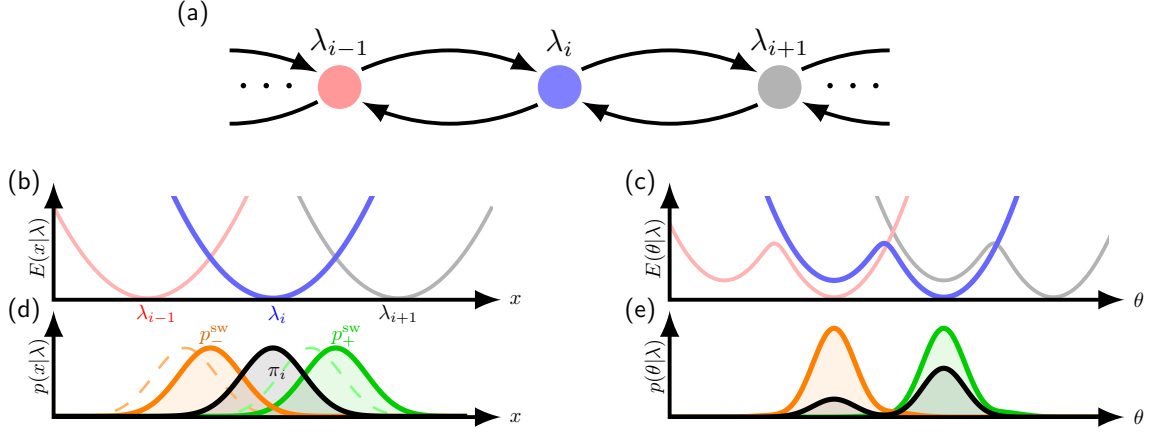 (a)
λ_{i−1} λ_i λ_{i+1}
· · · · · ·
(b)
E(x|λ)
x
λ_{i−1} λ_i λ_{i+1}
(c)
E(θ|λ)
θ
(d)
p(x|λ)
p_−^{sw} π_i p_+^{sw}
x
(e)
p(θ|λ)
θ